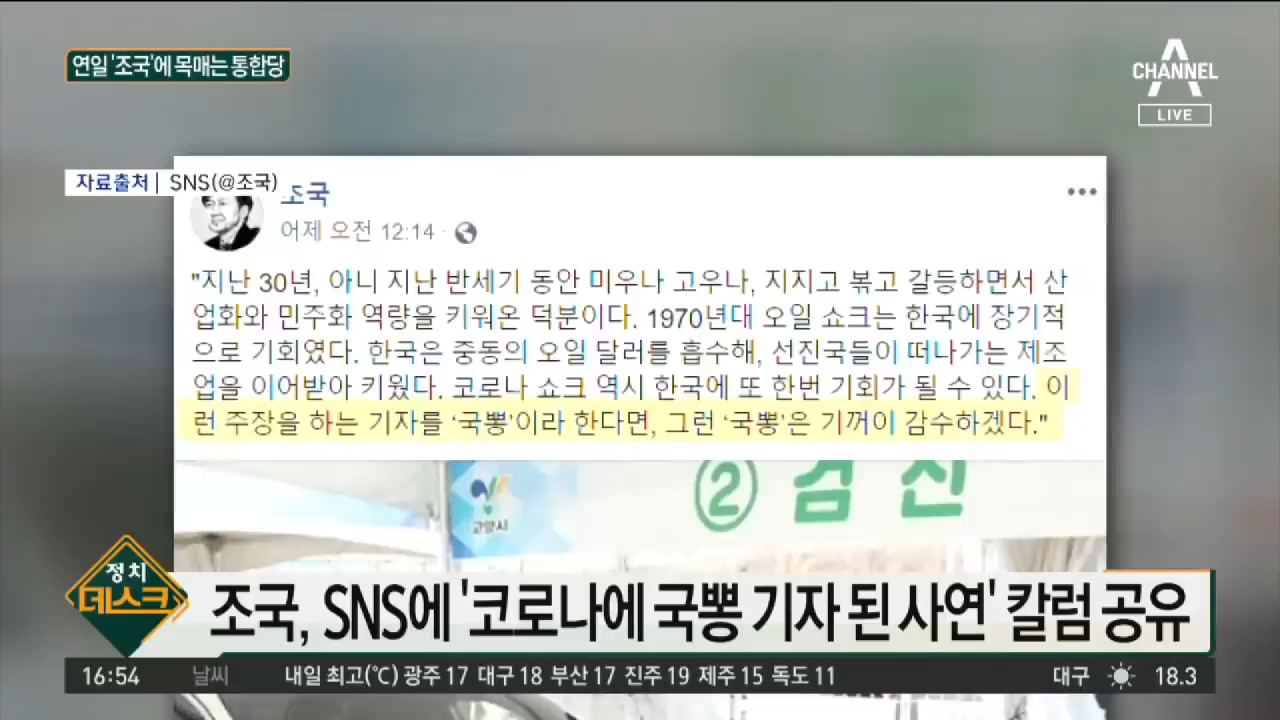 연일 '조국'에 목매는 통합당
CHANNEL A
LIVE
자료출처 | SNS(@조국)
조국
어제 오전 12:14 ·
"지난 30년, 아니 지난 반세기 동안 미우나 고우나, 지지고 볶고 갈등하면서 산
업화와 민주화 역량을 키워온 덕분이다. 1970년대 오일 쇼크는 한국에 장기적
으로 기회였다. 한국은 중동의 오일 달러를 흡수해, 선진국들이 떠나가는 제조
업을 이어받아 키웠다. 코로나 쇼크 역시 한국에 또 한번 기회가 될 수 있다. 이
런 주장을 하는 기자를 ‘국뽕’이라 한다면, 그런 ‘국뽕’은 기꺼이 감수하겠다."
고양시
② 검진
정치
데스크
조국, SNS에 '코로나에 국뽕 기자 된 사연' 칼럼 공유
16:54 날씨 내일 최고(℃) 광주 17 대구 18 부산 17 진주 19 제주 15 독도 11 대구 18.3